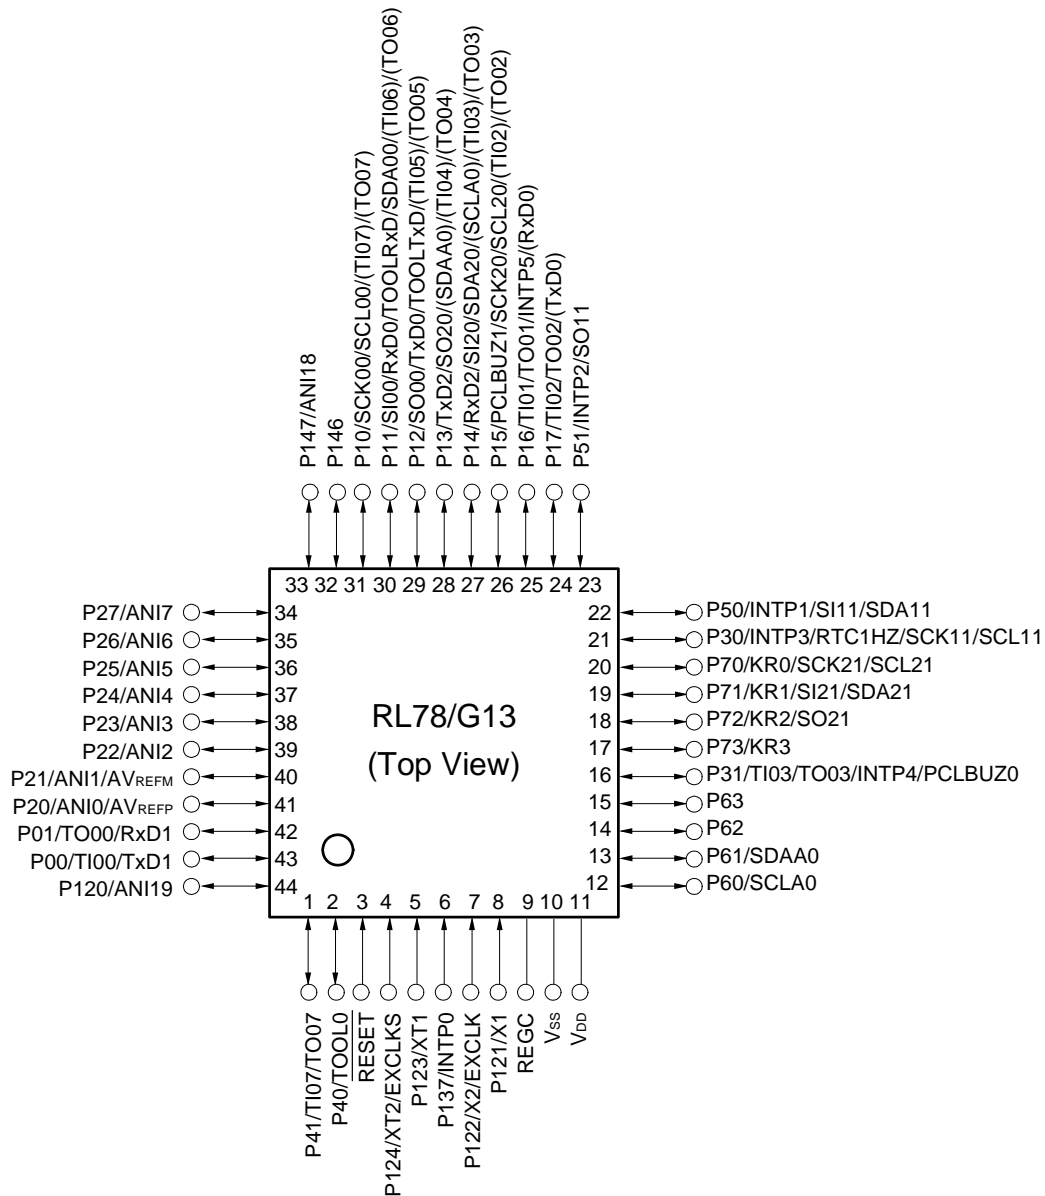 P147/ANI18
P146
P10/SCK00/SCL00/(TI07)/(TO07)
P11/SI00/RxD0/TOOLRxD/SDA00/(TI06)/(TO06)
P12/SO00/TxD0/TOOLTxD/(TI05)/(TO05)
P13/TxD2/SO20/(SDAA0)/(TI04)/(TO04)
P14/RxD2/SI20/SDA20/(SCLA0)/(TI03)/(TO03)
P15/PCLBUZ1/SCK20/SCL20/(TI02)/(TO02)
P16/TI01/TO01/INTP5/(RxD0)
P17/TI02/TO02/(TxD0)
P51/INTP2/SO11
33 32 31 30 29 28 27 26 25 24 23
P27/ANI7 34
P26/ANI6 35
P25/ANI5 36
P24/ANI4 37
P23/ANI3 38
P22/ANI2 39
P21/ANI1/AVREFM 40
P20/ANI0/AVREFP 41
P01/TO00/RxD1 42
P00/TI00/TxD1 43
P120/ANI19 44
RL78/G13
(Top View)
22 P50/INTP1/SI11/SDA11
21 P30/INTP3/RTC1HZ/SCK11/SCL11
20 P70/KR0/SCK21/SCL21
19 P71/KR1/SI21/SDA21
18 P72/KR2/SO21
17 P73/KR3
16 P31/TI03/TO03/INTP4/PCLBUZ0
15 P63
14 P62
13 P61/SDAA0
12 P60/SCLA0
1 2 3 4 5 6 7 8 9 10 11
P41/TI07/TO07
P40/TOOL0
RESET
P124/XT2/EXCLKS
P123/XT1
P137/INTP0
P122/X2/EXCLK
P121/X1
REGC
VSS
VDD